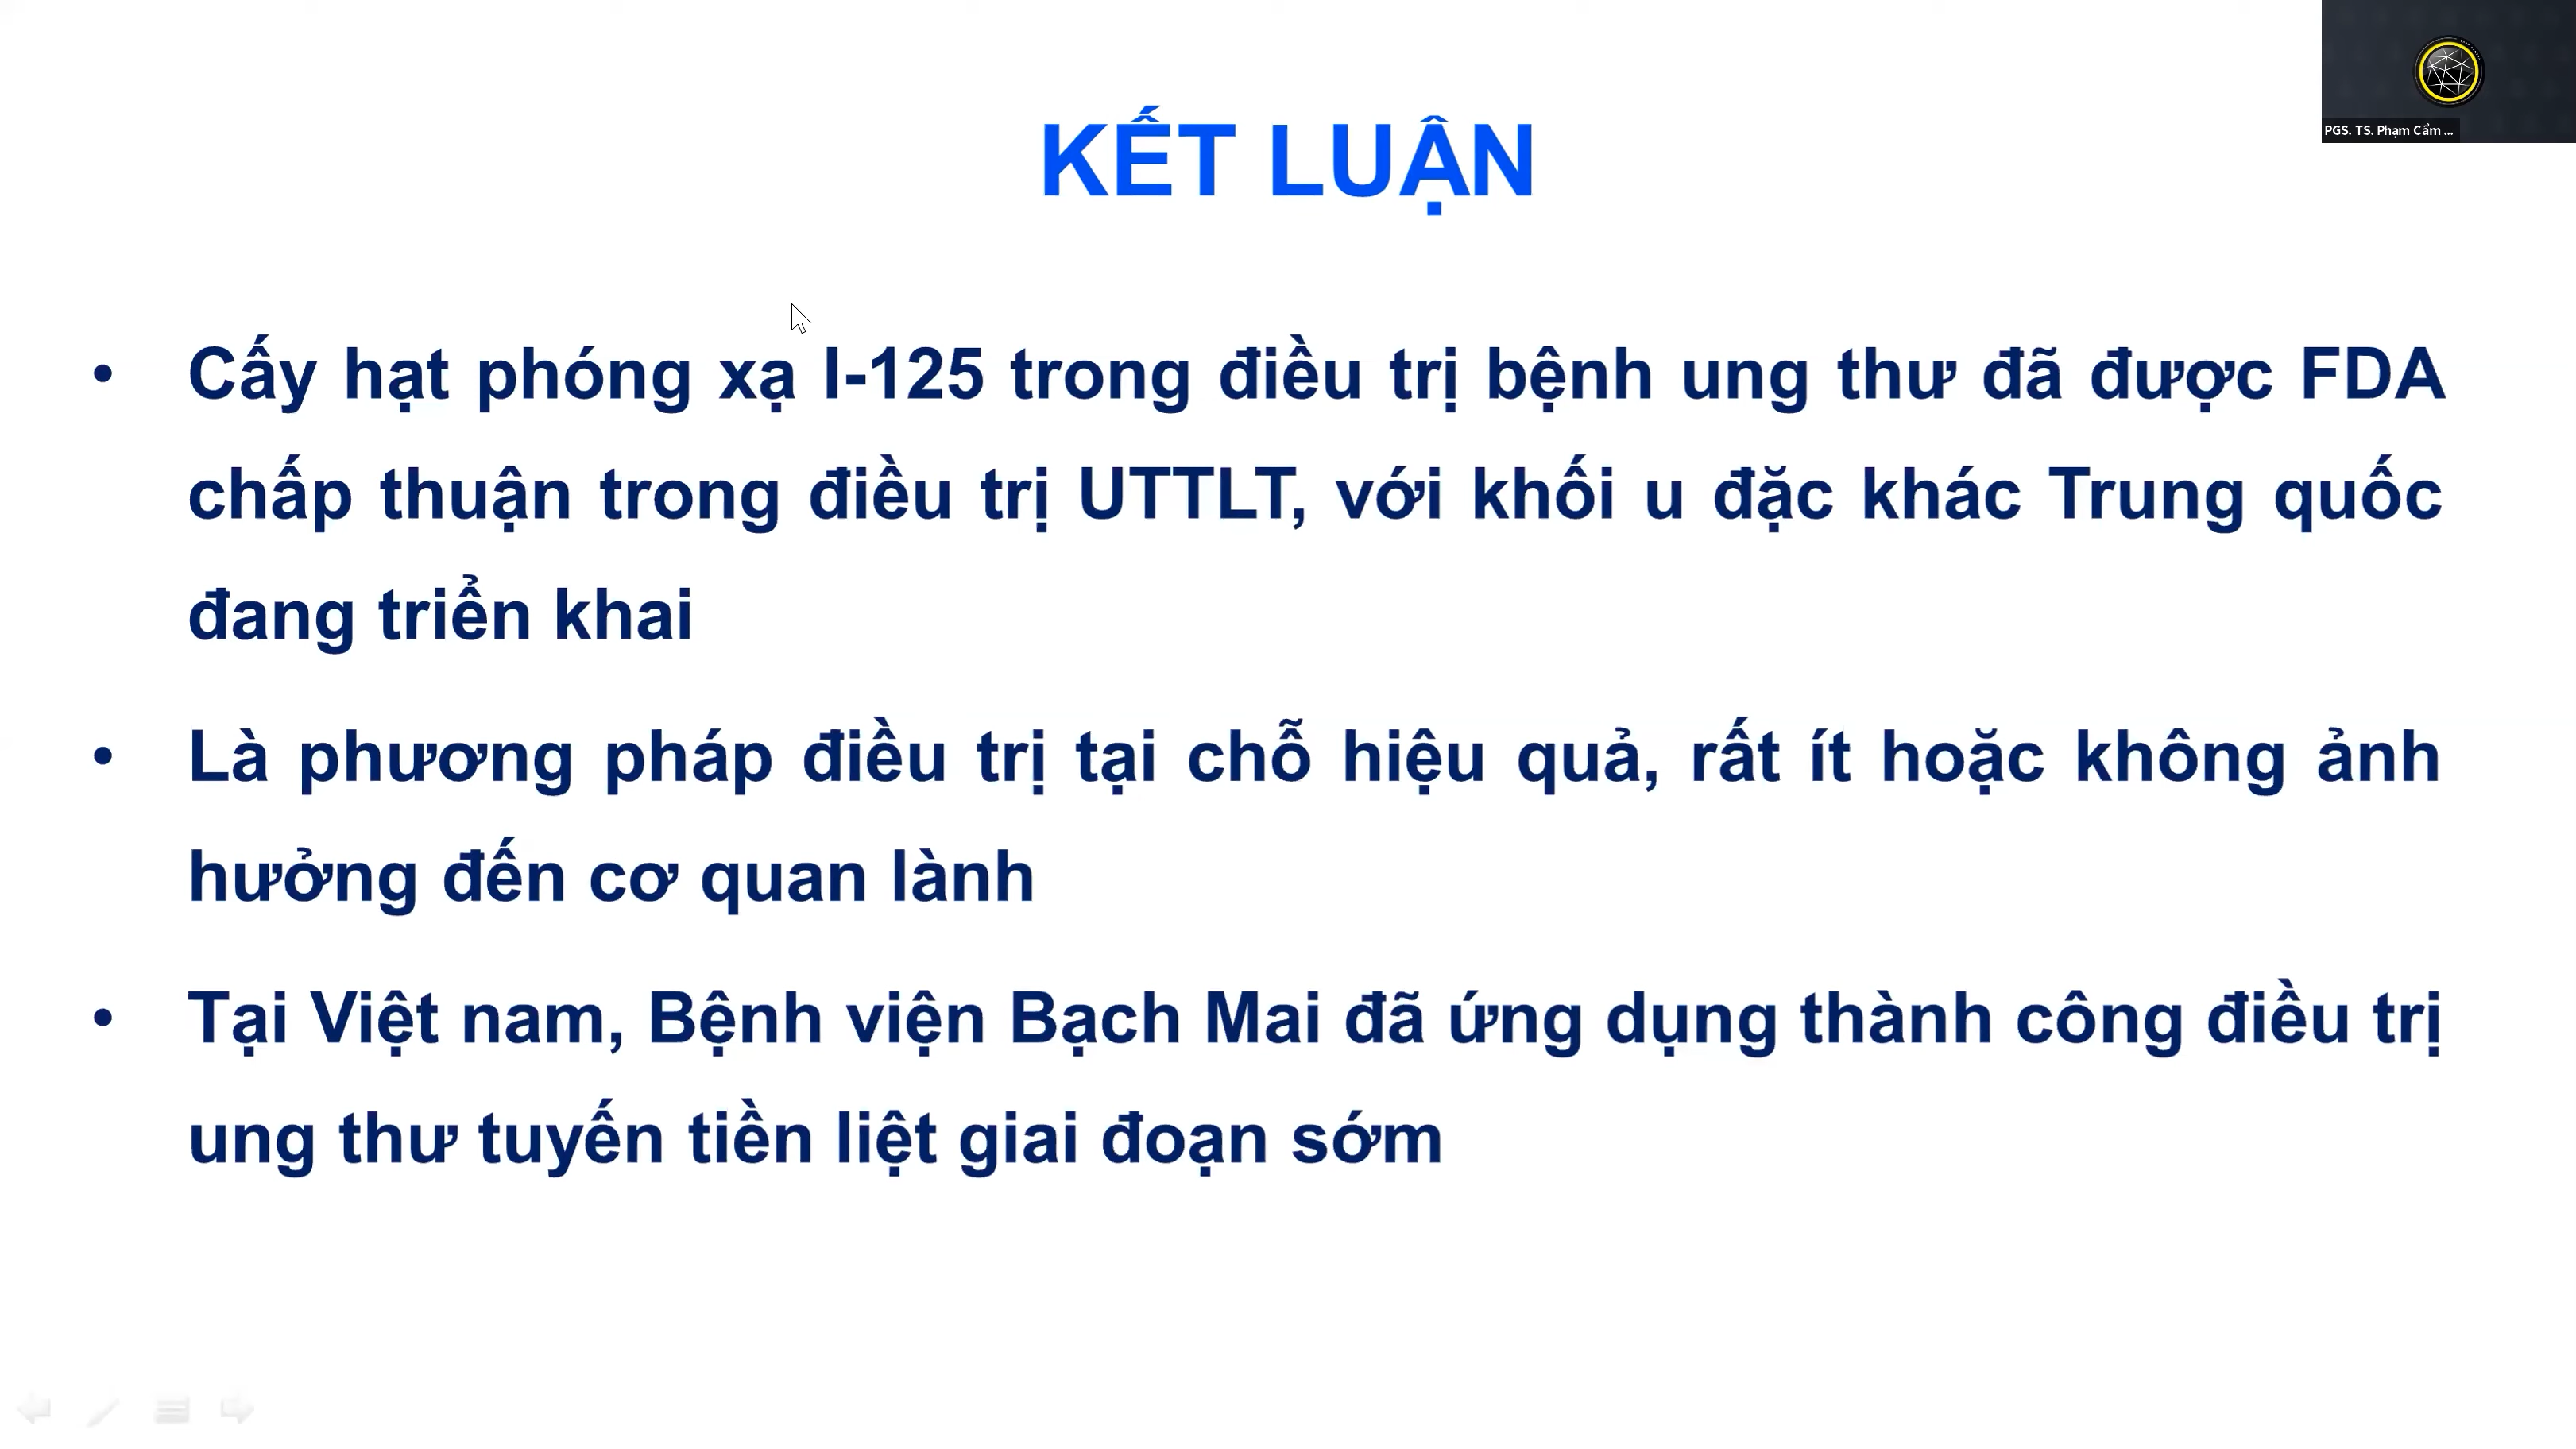 PGS. TS. Phạm Cẩm ...
KẾT LUẬN
• Cấy hạt phóng xạ I-125 trong điều trị bệnh ung thư đã được FDA
chấp thuận trong điều trị UTTLT, với khối u đặc khác Trung quốc
đang triển khai
• Là phương pháp điều trị tại chỗ hiệu quả, rất ít hoặc không ảnh
hưởng đến cơ quan lành
• Tại Việt nam, Bệnh viện Bạch Mai đã ứng dụng thành công điều trị
ung thư tuyến tiền liệt giai đoạn sớm